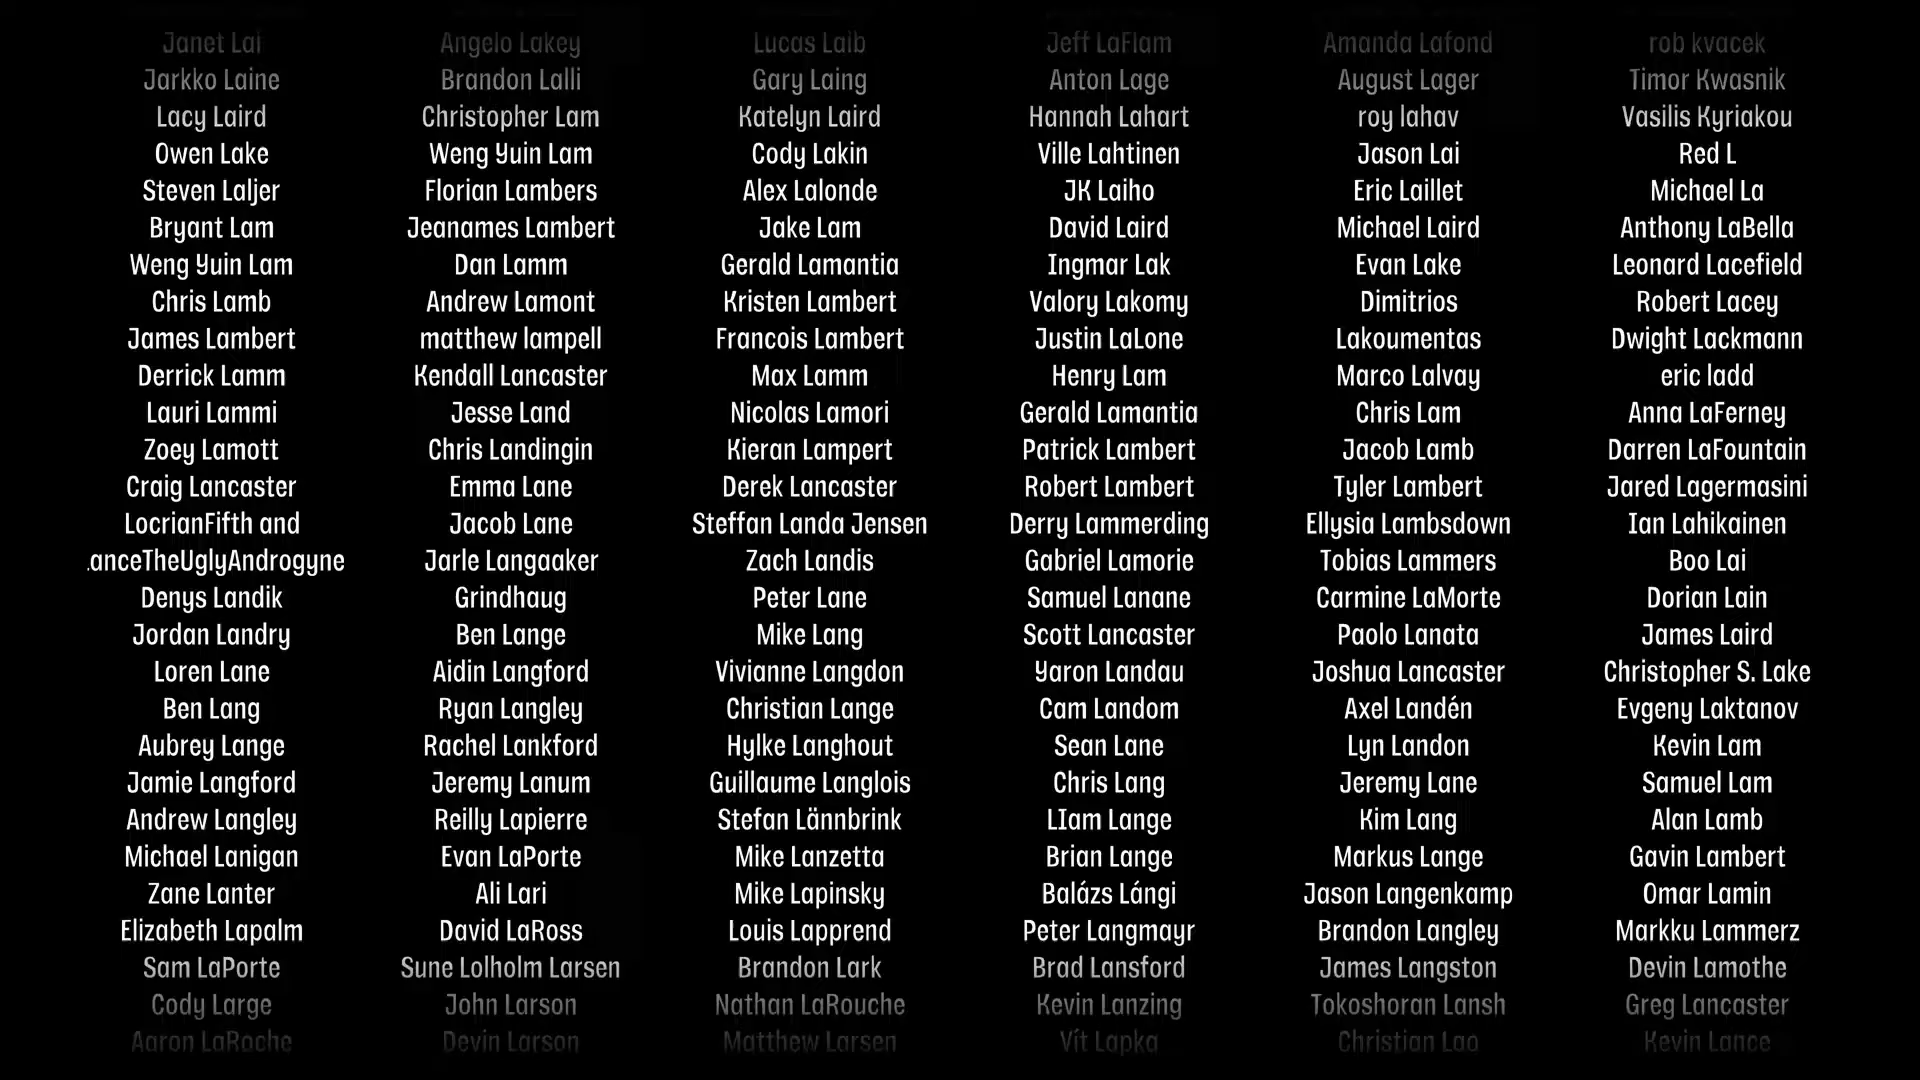 Janet Lai
Jarkko Laine
Lacy Laird
Owen Lake
Steven Laljer
Bryant Lam
Weng Yuin Lam
Chris Lamb
James Lambert
Derrick Lamm
Lauri Lammi
Zoey Lamott
Craig Lancaster
LocrianFifth and
.anceTheUglyAndrogyne
Denys Landik
Jordan Landry
Loren Lane
Ben Lang
Aubrey Lange
Jamie Langford
Andrew Langley
Michael Lanigan
Zane Lanter
Elizabeth Lapalm
Sam LaPorte
Cody Large
Aaron LaRoche
Angelo Lakey
Brandon Lalli
Christopher Lam
Weng Yuin Lam
Florian Lambers
Jeanames Lambert
Dan Lamm
Andrew Lamont
matthew lampell
Kendall Lancaster
Jesse Land
Chris Landingin
Emma Lane
Jacob Lane
Jarle Langaaker
Grindhaug
Ben Lange
Aidin Langford
Ryan Langley
Rachel Lankford
Jeremy Lanum
Reilly Lapierre
Evan LaPorte
Ali Lari
David LaRoss
Sune Lolholm Larsen
John Larson
Devin Larson
Lucas Laib
Gary Laing
Katelyn Laird
Cody Lakin
Alex Lalonde
Jake Lam
Gerald Lamantia
Kristen Lambert
Francois Lambert
Max Lamm
Nicolas Lamori
Kieran Lampert
Derek Lancaster
Steffan Landa Jensen
Zach Landis
Peter Lane
Mike Lang
Vivianne Langdon
Christian Lange
Hylke Langhout
Guillaume Langlois
Stefan Lännbrink
Mike Lanzetta
Mike Lapinsky
Louis Lapprend
Brandon Lark
Nathan LaRouche
Matthew Larsen
Jeff LaFlam
Anton Lage
Hannah Lahart
Ville Lahtinen
JK Laiho
David Laird
Ingmar Lak
Valory Lakomy
Justin LaLone
Henry Lam
Gerald Lamantia
Patrick Lambert
Robert Lambert
Derry Lammerding
Gabriel Lamorie
Samuel Lanane
Scott Lancaster
Yaron Landau
Cam Landom
Sean Lane
Chris Lang
LIam Lange
Brian Lange
Balázs Lángi
Peter Langmayr
Brad Lansford
Kevin Lanzing
Vít Lapka
Amanda Lafond
August Lager
roy lahav
Jason Lai
Eric Laillet
Michael Laird
Evan Lake
Dimitrios
Lakoumentas
Marco Lalvay
Chris Lam
Jacob Lamb
Tyler Lambert
Ellysia Lambsdown
Tobias Lammers
Carmine LaMorte
Paolo Lanata
Joshua Lancaster
Axel Landén
Lyn Landon
Jeremy Lane
Kim Lang
Markus Lange
Jason Langenkamp
Brandon Langley
James Langston
Tokoshoran Lansh
Christian Lao
rob kvacek
Timor Kwasnik
Vasilis Kyriakou
Red L
Michael La
Anthony LaBella
Leonard Lacefield
Robert Lacey
Dwight Lackmann
eric ladd
Anna LaFerney
Darren LaFountain
Jared Lagermasini
Ian Lahikainen
Boo Lai
Dorian Lain
James Laird
Christopher S. Lake
Evgeny Laktanov
Kevin Lam
Samuel Lam
Alan Lamb
Gavin Lambert
Omar Lamin
Markku Lammerz
Devin Lamothe
Greg Lancaster
Kevin Lance